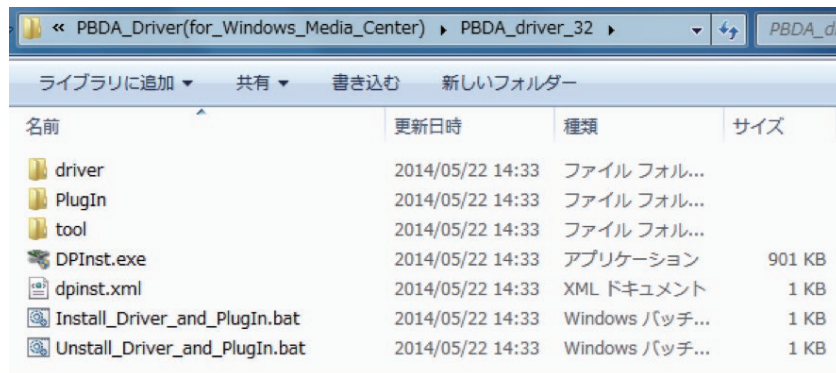 « PBDA_Driver(for_Windows_Media_Center) ▸ PBDA_driver_32 ▸ PBDA_d
ライブラリに追加 ▼ 共有 ▼ 書き込む 新しいフォルダー
名前 更新日時 種類 サイズ
driver 2014/05/22 14:33 ファイル フォル...
PlugIn 2014/05/22 14:33 ファイル フォル...
tool 2014/05/22 14:33 ファイル フォル...
DPInst.exe 2014/05/22 14:33 アプリケーション 901 KB
dpinst.xml 2014/05/22 14:33 XML ドキュメント 1 KB
Install_Driver_and_PlugIn.bat 2014/05/22 14:33 Windows バッチ... 1 KB
Unstall_Driver_and_PlugIn.bat 2014/05/22 14:33 Windows バッチ... 1 KB